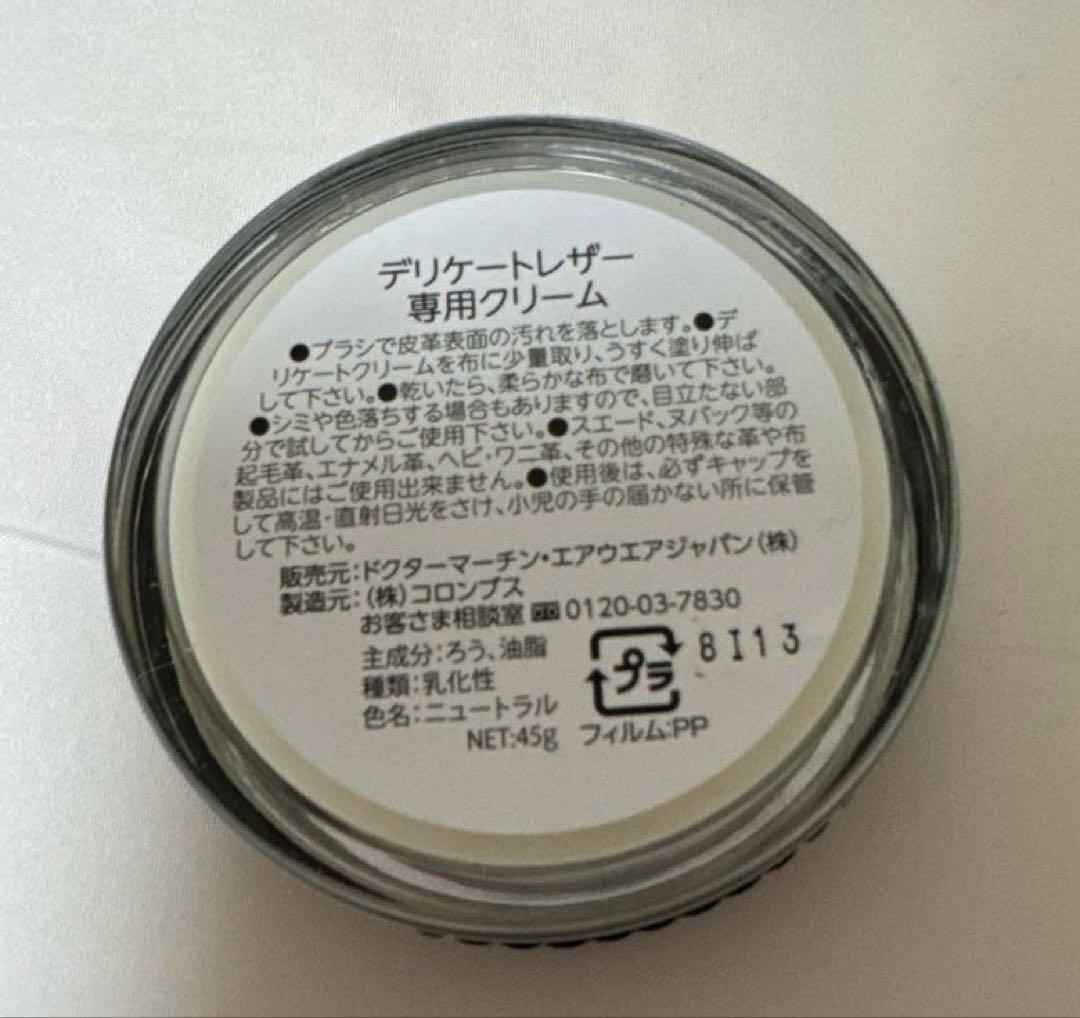 デリケートレザー
専用クリーム
●ブラシで皮革表面の汚れを落とします。●デ
リケートクリームを布に少量取り、うすく塗り伸ば
して下さい。●乾いたら、柔らかな布で磨いて下さい。
●シミや色落ちする場合もありますので、目立たない部
分で試してからご使用下さい。●スエード、ヌバック等の
起毛革、エナメル革、ヘビ・ワニ革、その他の特殊な革や布
製品にはご使用出来ません。●使用後は、必ずキャップを
して高温・直射日光をさけ、小児の手の届かない所に保管
して下さい。
販売元：ドクターマーチン・エアウエアジャパン（株）
製造元：（株）コロンブス
お客さま相談室 0120-03-7830
主成分：ろう、油脂
種類：乳化性
色名：ニュートラル
NET:45g
プラ
フィルム:PP
8I13